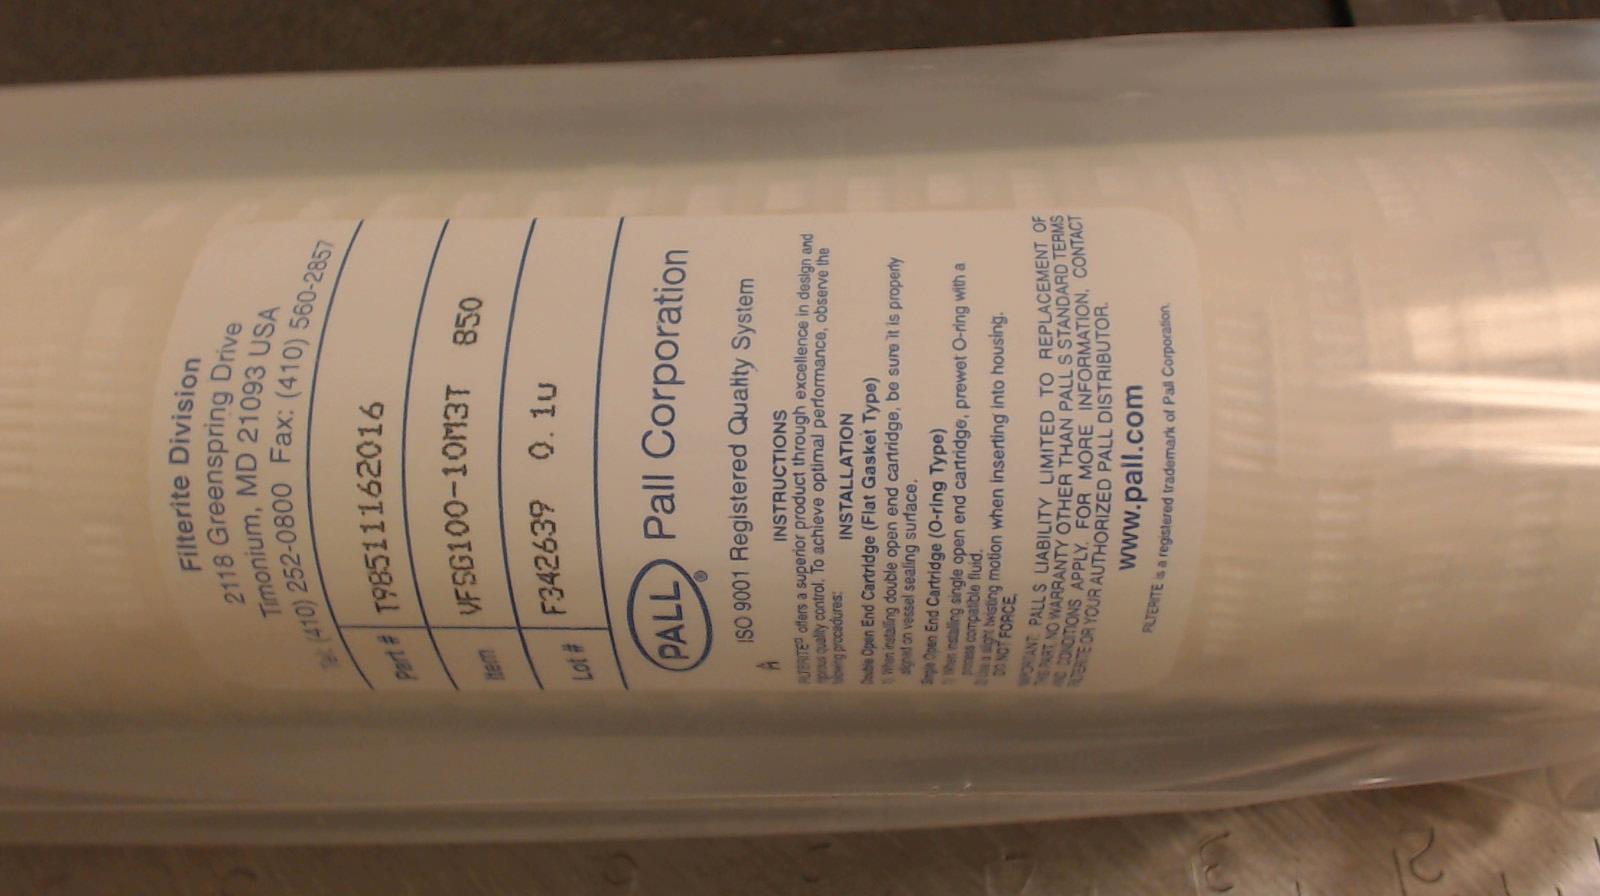 Filterite Division
2118 Greenspring Drive
Timonium, MD 21093 USA
Tel: (410) 252-0800 Fax: (410) 560-2857
Part # T98511162016
Item VFSG100-10M3T 850
Lot # F342639 0.1u
PALL® Pall Corporation
ISO 9001 Registered Quality System
A
INSTRUCTIONS
FILTERITE offers a superior product through excellence in design and
rigorous quality control. To achieve optimal performance, observe the
following procedures:
INSTALLATION
Double Open End Cartridge (Flat Gasket Type)
1) When installing double open end cartridge, be sure it is properly
aligned on vessel sealing surface.
Single Open End Cartridge (O-ring Type)
1) When installing single open end cartridge, prewet O-ring with a
process compatible fluid.
2) Use a slight twisting motion when inserting into housing.
DO NOT FORCE.
IMPORTANT: PALL'S LIABILITY LIMITED TO REPLACEMENT OF
THIS PART. NO WARRANTY OTHER THAN PALL'S STANDARD TERMS
AND CONDITIONS APPLY. FOR MORE INFORMATION, CONTACT
FILTERITE OR YOUR AUTHORIZED PALL DISTRIBUTOR.
www.pall.com
FILTERITE is a registered trademark of Pall Corporation.